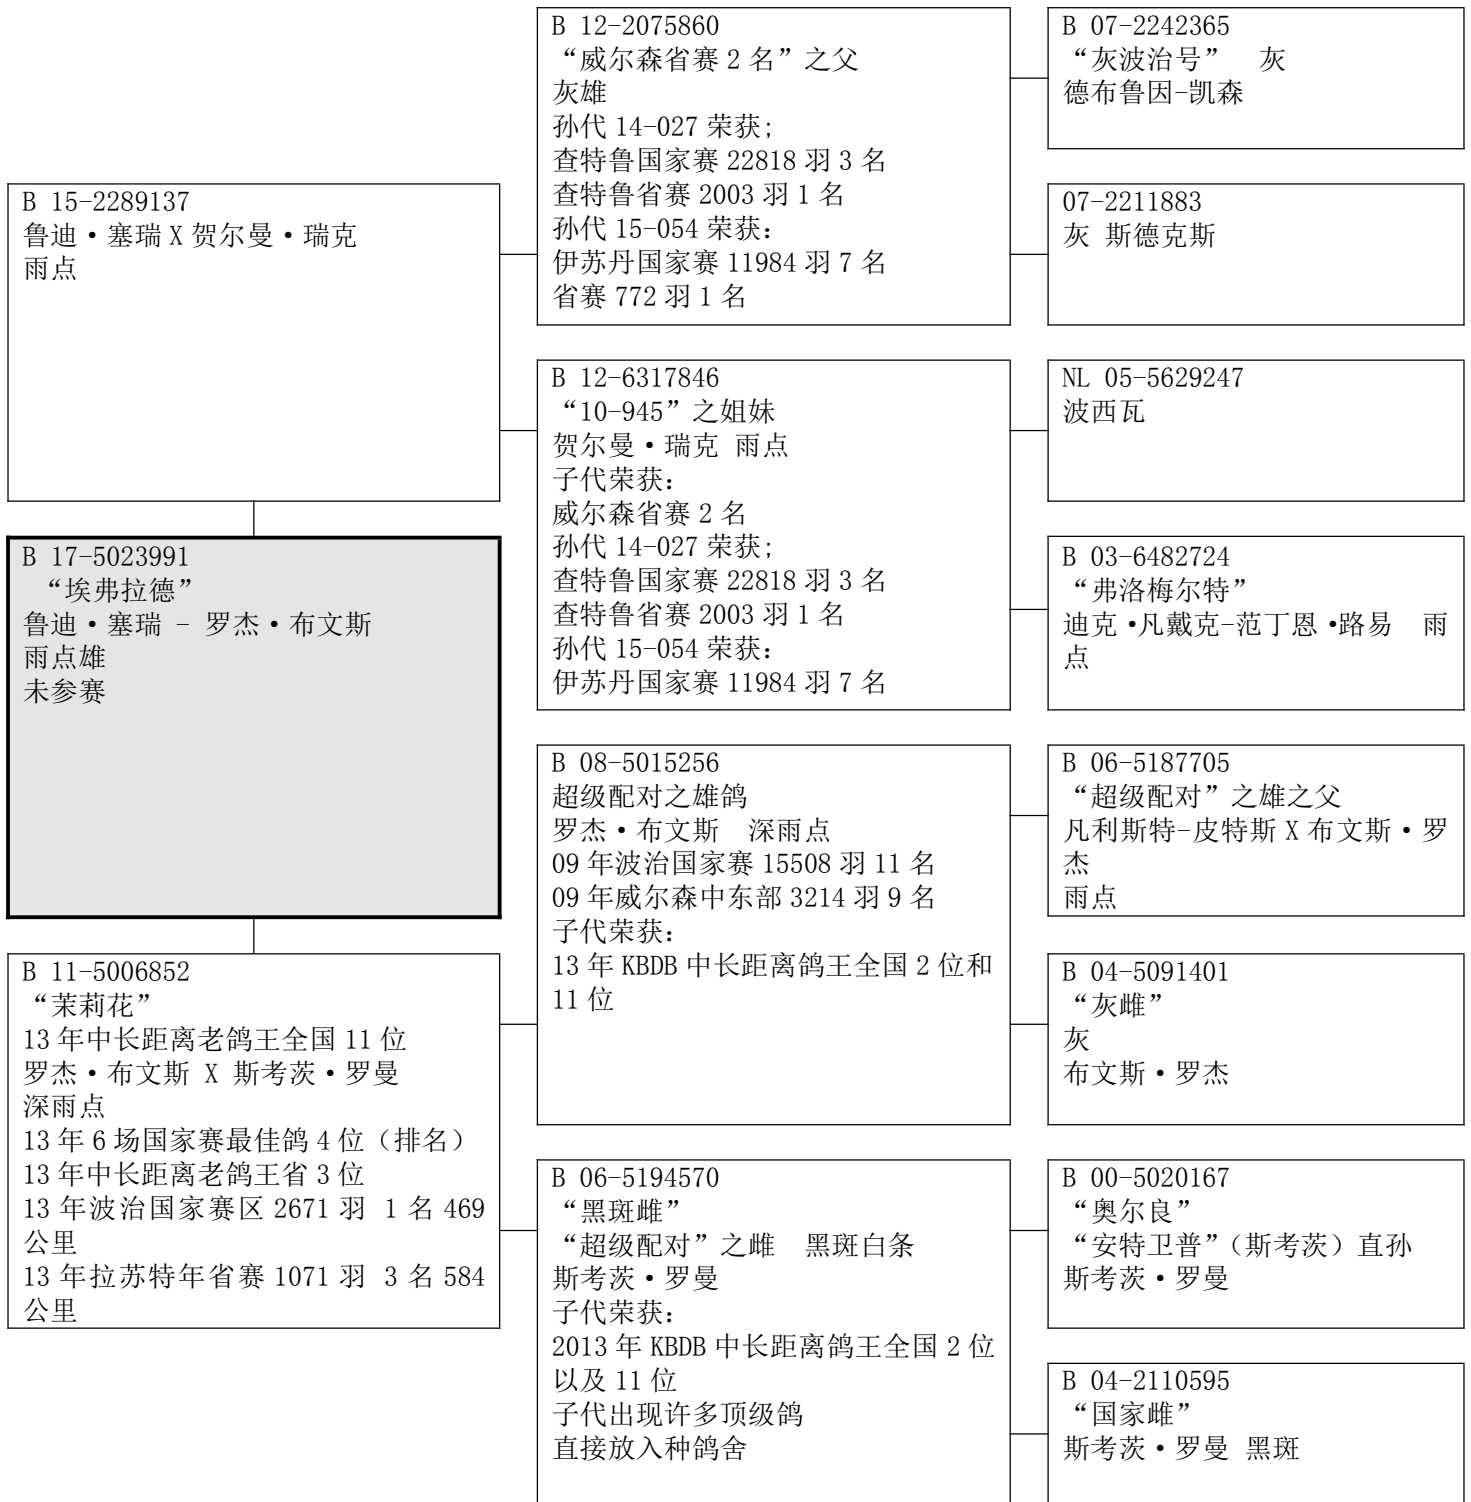 B 15-2289137
鲁迪·塞瑞 X 贺尔曼·瑞克
雨点
B 17-5023991
“埃弗拉德”
鲁迪·塞瑞 - 罗杰·布文斯
雨点雄
未参赛
B 11-5006852
“茉莉花”
13 年中长距离老鸽王全国 11 位
罗杰·布文斯 X 斯考茨·罗曼
深雨点
13 年 6 场国家赛最佳鸽 4 位（排名）
13 年中长距离老鸽王省 3 位
13 年波治国家赛区 2671 羽 1 名 469
公里
13 年拉苏特年省赛 1071 羽 3 名 584
公里
B 12-2075860
“威尔森省赛 2 名”之父
灰雄
孙代 14-027 荣获;
查特鲁国家赛 22818 羽 3 名
查特鲁省赛 2003 羽 1 名
孙代 15-054 荣获：
伊苏丹国家赛 11984 羽 7 名
省赛 772 羽 1 名
B 12-6317846
“10-945”之姐妹
贺尔曼·瑞克 雨点
子代荣获：
威尔森省赛 2 名
孙代 14-027 荣获;
查特鲁国家赛 22818 羽 3 名
查特鲁省赛 2003 羽 1 名
孙代 15-054 荣获：
伊苏丹国家赛 11984 羽 7 名
B 08-5015256
超级配对之雄鸽
罗杰·布文斯 深雨点
09 年波治国家赛 15508 羽 11 名
09 年威尔森中东部 3214 羽 9 名
子代荣获：
13 年 KBDB 中长距离鸽王全国 2 位和
11 位
B 06-5194570
“黑斑雌”
“超级配对”之雌 黑斑白条
斯考茨·罗曼
子代荣获：
2013 年 KBDB 中长距离鸽王全国 2 位
以及 11 位
子代出现许多顶级鸽
直接放入种鸽舍
B 07-2242365
“灰波治号” 灰
德布鲁因-凯森
07-2211883
灰 斯德克斯
NL 05-5629247
波西瓦
B 03-6482724
“弗洛梅尔特”
迪克·凡戴克-范丁恩·路易 雨
点
B 06-5187705
“超级配对”之雄之父
凡利斯特-皮特斯 X 布文斯·罗
杰
雨点
B 04-5091401
“灰雌”
灰
布文斯·罗杰
B 00-5020167
“奥尔良”
“安特卫普”（斯考茨）直孙
斯考茨·罗曼
B 04-2110595
“国家雌”
斯考茨·罗曼 黑斑